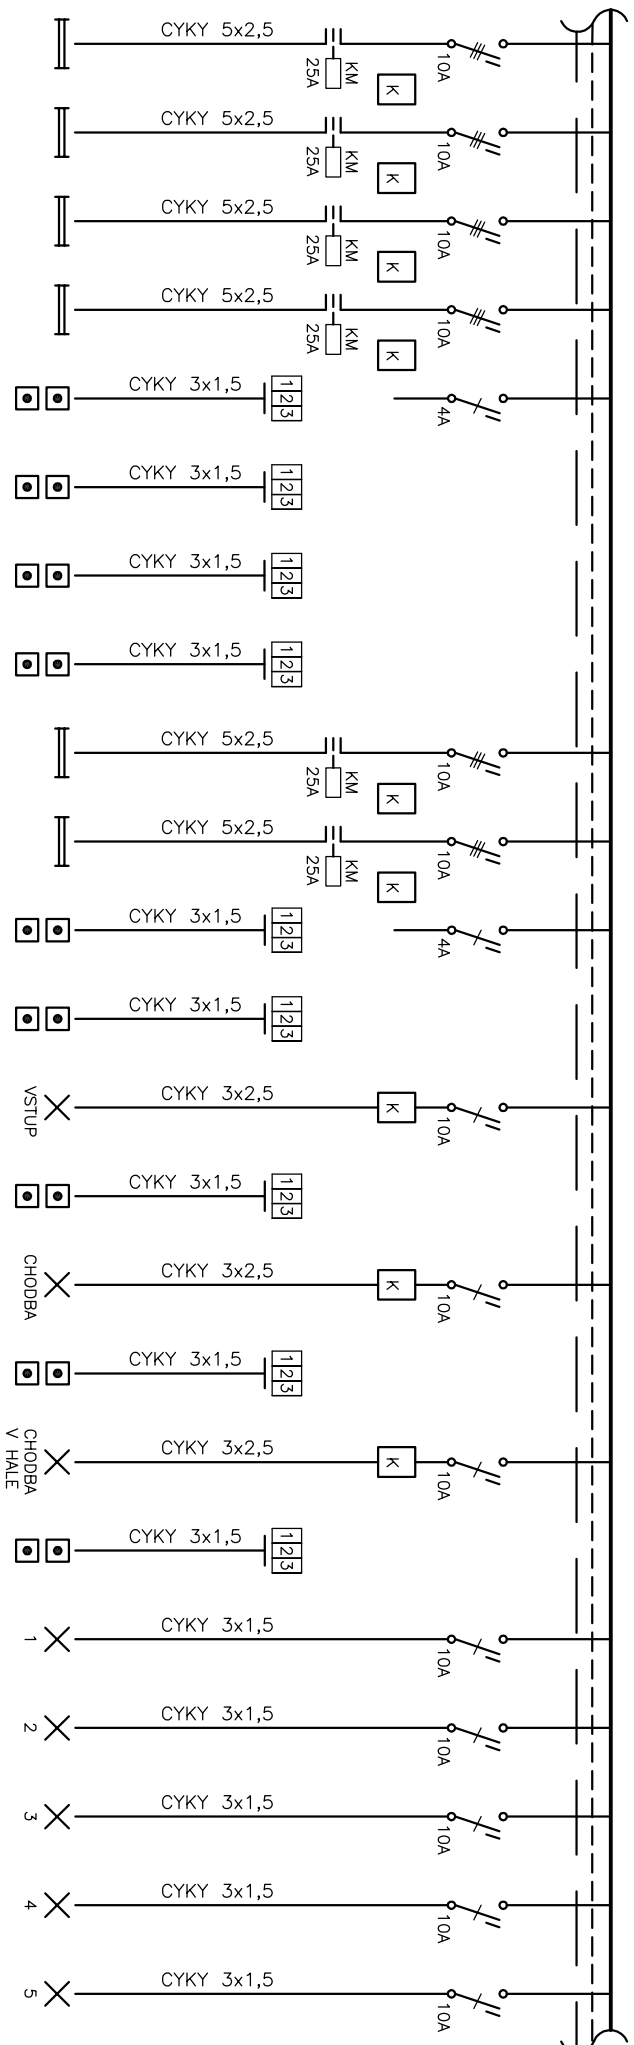 CYKY 5x2,5
KM
25A
K
10A
CYKY 5x2,5
KM
25A
K
10A
CYKY 5x2,5
KM
25A
K
10A
CYKY 5x2,5
KM
25A
K
10A
CYKY 3x1,5
1 2 3
4A
CYKY 3x1,5
1 2 3
CYKY 3x1,5
1 2 3
CYKY 3x1,5
1 2 3
CYKY 5x2,5
KM
25A
K
10A
CYKY 5x2,5
KM
25A
K
10A
CYKY 3x1,5
1 2 3
4A
CYKY 3x1,5
1 2 3
VSTUP
CYKY 3x2,5
K
10A
CYKY 3x1,5
1 2 3
CHODBA
CYKY 3x2,5
K
10A
CYKY 3x1,5
1 2 3
CHODBA
V HALE
CYKY 3x2,5
K
10A
CYKY 3x1,5
1 2 3
1
CYKY 3x1,5
10A
2
CYKY 3x1,5
10A
3
CYKY 3x1,5
10A
4
CYKY 3x1,5
10A
5
CYKY 3x1,5
10A